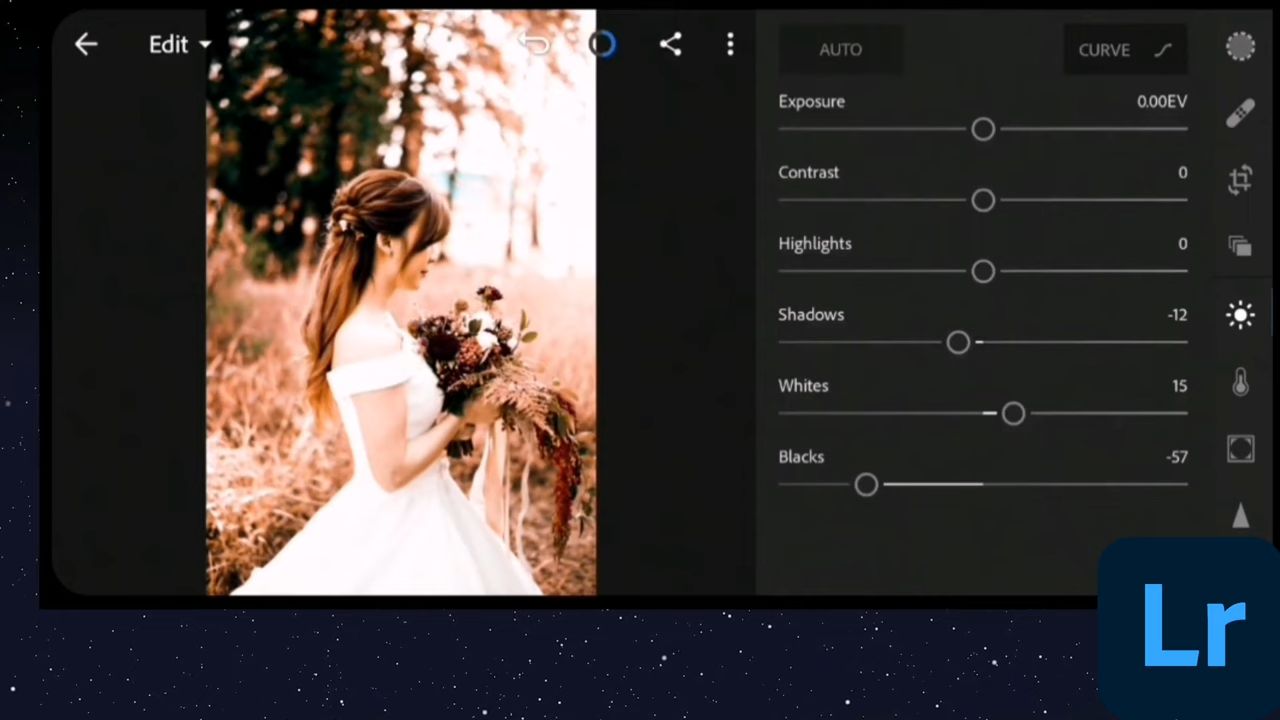 Edit
AUTO
CURVE
Exposure 0.00EV
Contrast 0
Highlights 0
Shadows -12
Whites 15
Blacks -57
Lr